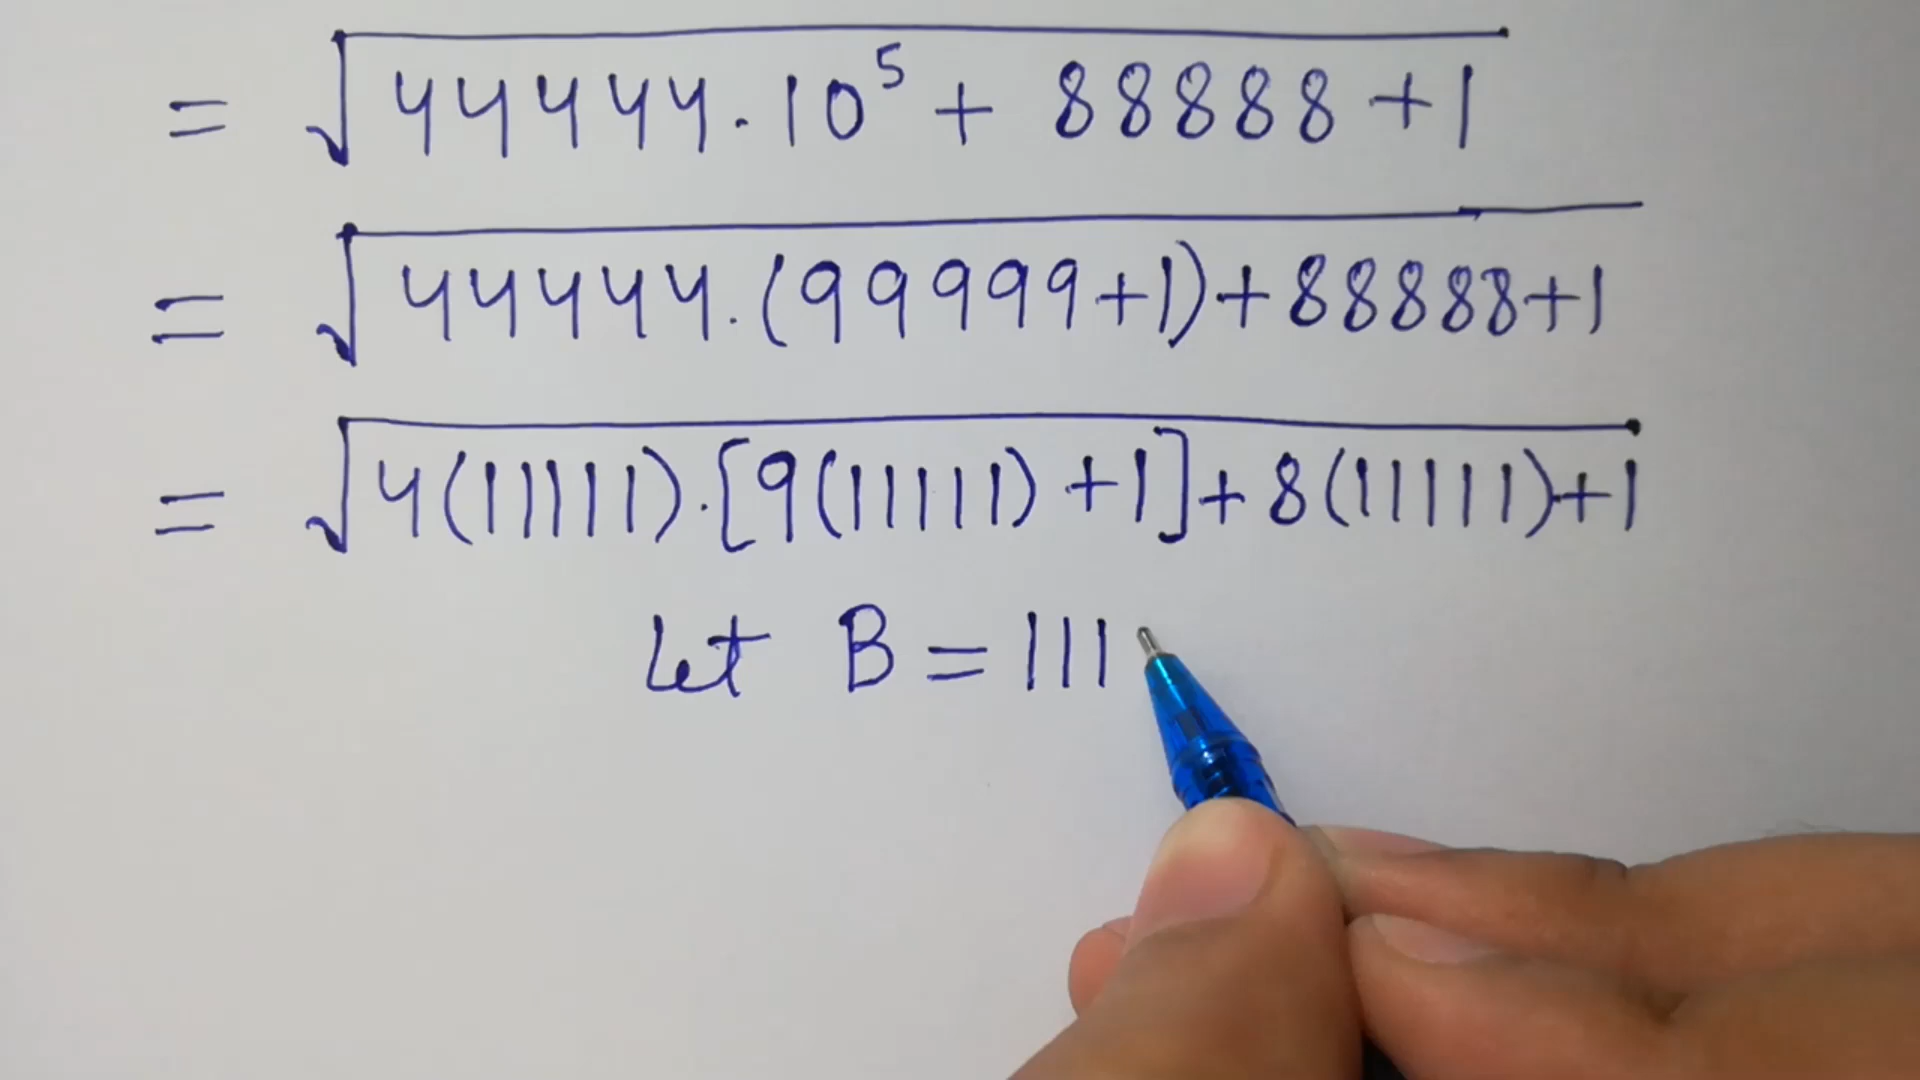 = √44444.10⁵ + 88888 + 1
= √44444.(99999+1)+88888+1
= √4(11111).[9(11111)+1]+8(11111)+1
Let B = 111